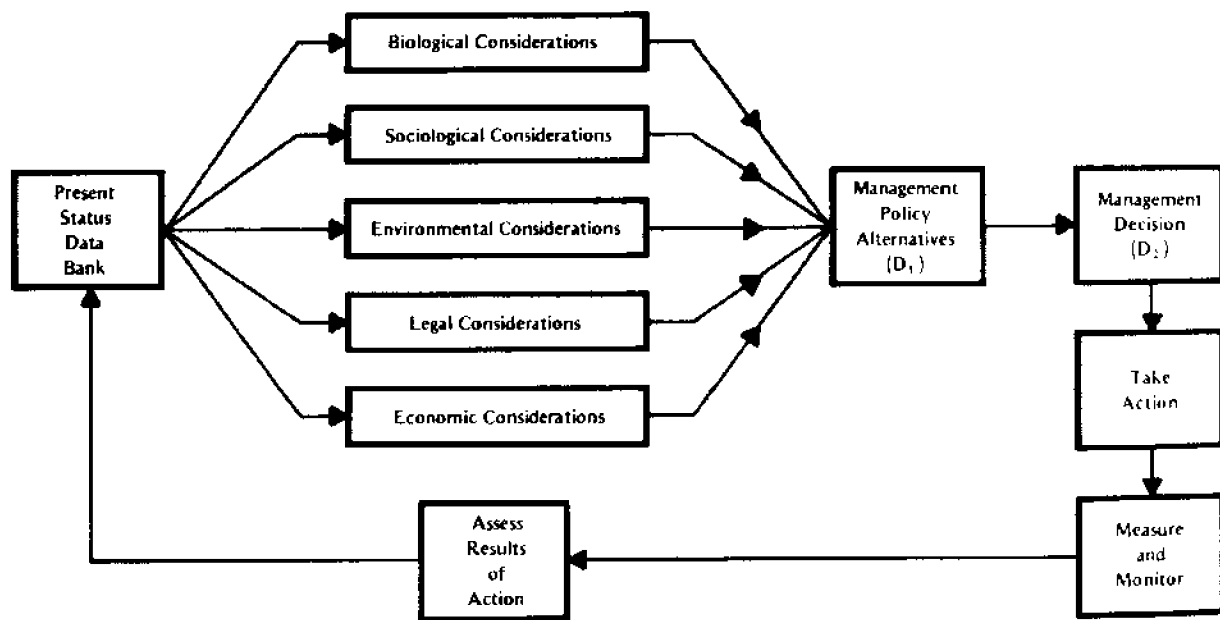 Biological Considerations
Sociological Considerations
Present
Status
Data
Bank
Environmental Considerations
Management
Policy
Alternatives
(D₁)
Management
Decision
(D₂)
Legal Considerations
Take
Action
Economic Considerations
Assess
Results
of
Action
Measure
and
Monitor